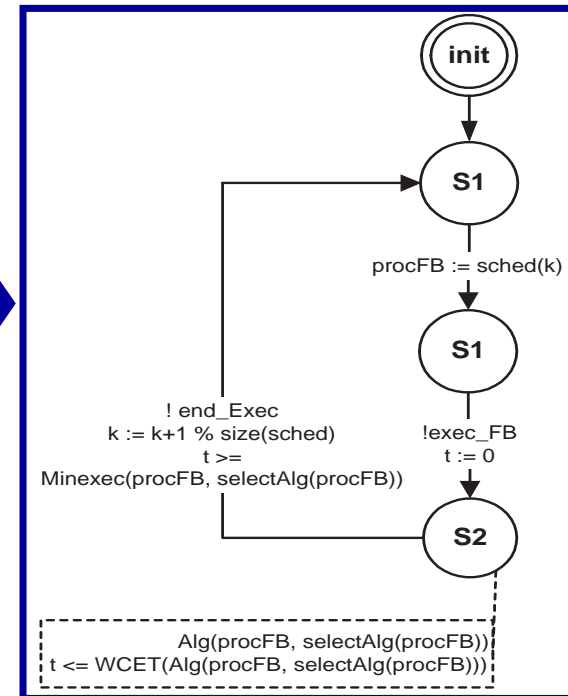 init
S1
procFB := sched(k)
S1
! end_Exec
k := k+1 % size(sched)
t >=
Minexec(procFB, selectAlg(procFB))
!exec_FB
t := 0
S2
Alg(procFB, selectAlg(procFB))
t <= WCET(Alg(procFB, selectAlg(procFB)))